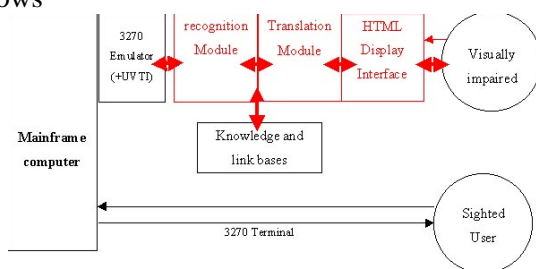 ows
3270
Emulator
(+UVTI)
recognition
Module
Translation
Module
HTML
Display
Interface
Visually
impaired
Knowledge and
link bases
Mainframe
computer
3270 Terminal
Sighted
User